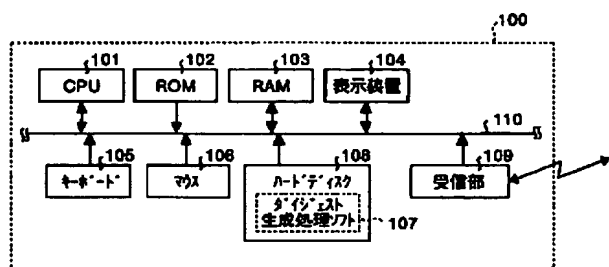 100
101
102
103
104
CPU
ROM
RAM
表示装置
110
105
106
108
109
キーボード
マウス
ハードディスク
受信部
ダイジェスト
生成処理ソフト
107